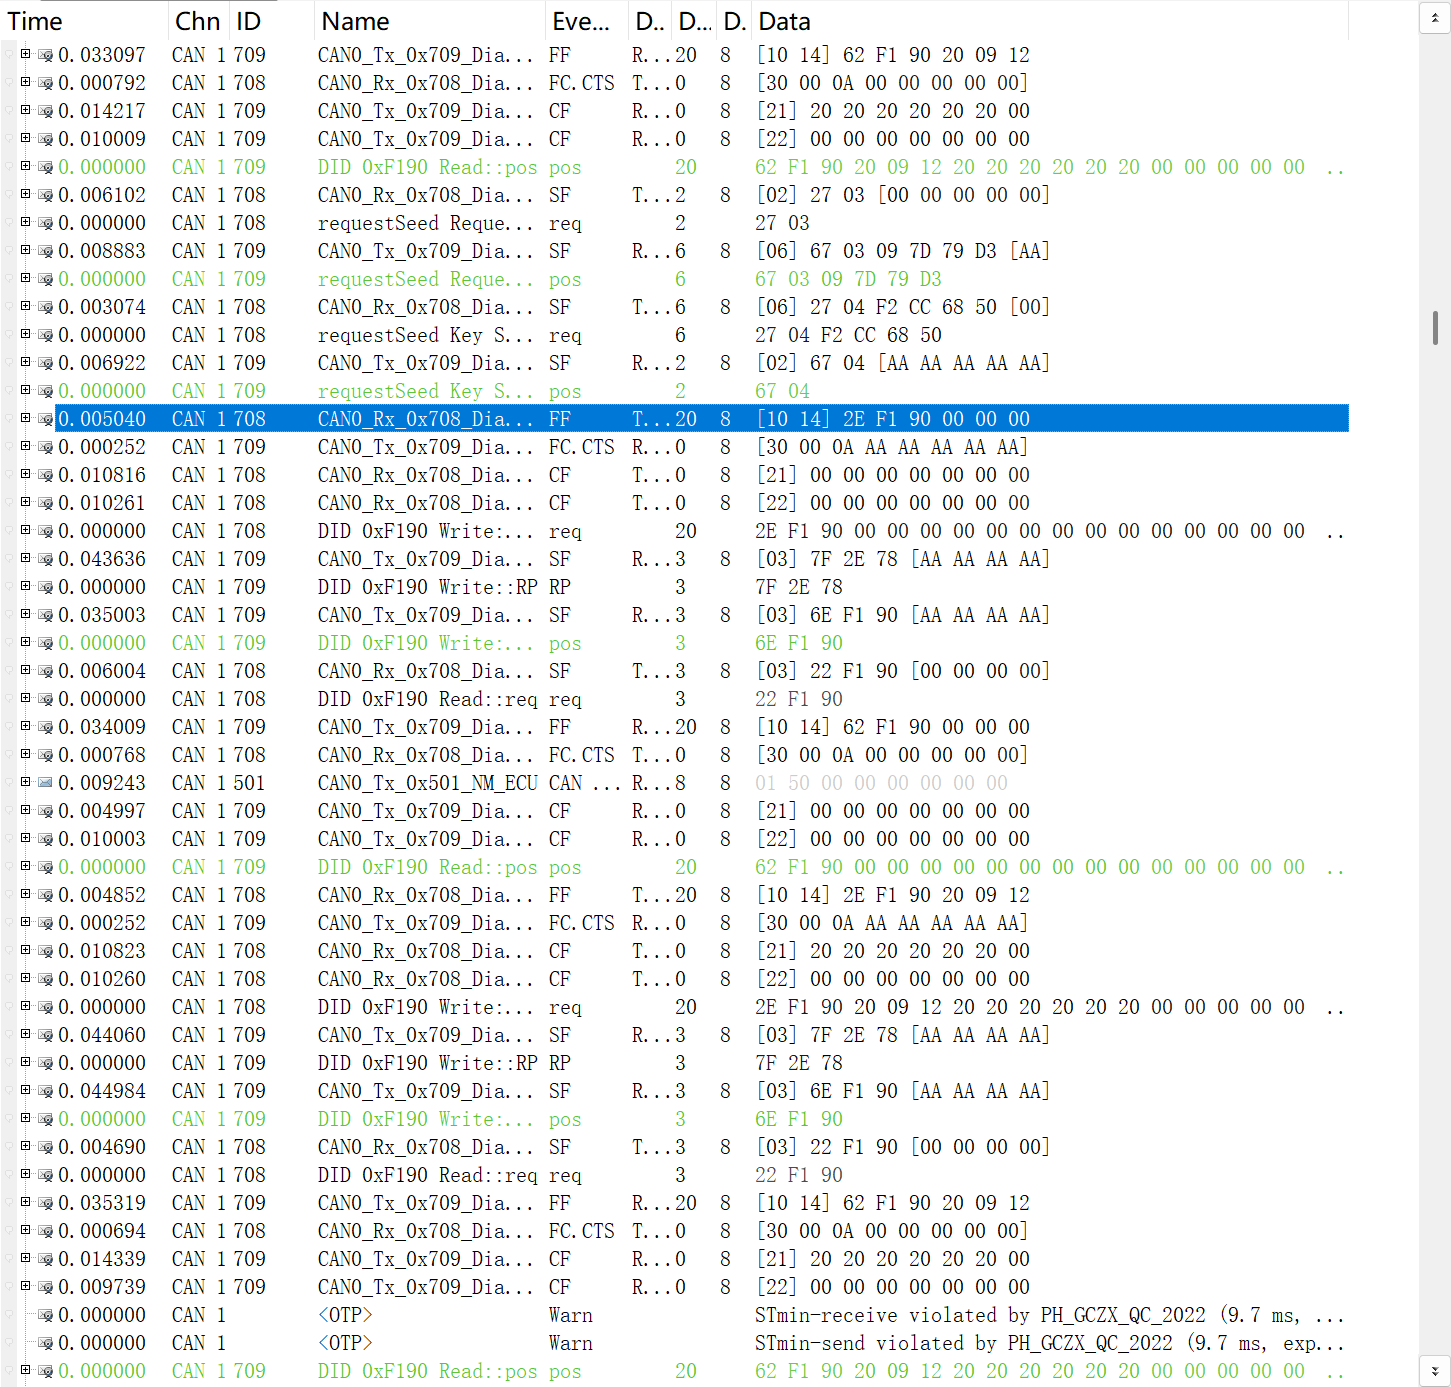 Time Chn ID Name Eve... D.. D... D. Data
0.033097 CAN 1 709 CAN0_Tx_0x709_Dia... FF R...20 8 [10 14] 62 F1 90 20 09 12
0.000792 CAN 1 708 CAN0_Rx_0x708_Dia... FC.CTS T...0 8 [30 00 0A 00 00 00 00 00]
0.014217 CAN 1 709 CAN0_Tx_0x709_Dia... CF R...0 8 [21] 20 20 20 20 20 20 00
0.010009 CAN 1 709 CAN0_Tx_0x709_Dia... CF R...0 8 [22] 00 00 00 00 00 00 00
0.000000 CAN 1 709 DID 0xF190 Read::pos pos 20 62 F1 90 20 09 12 20 20 20 20 20 20 00 00 00 00 00 ..
0.006102 CAN 1 708 CAN0_Rx_0x708_Dia... SF T...2 8 [02] 27 03 [00 00 00 00 00]
0.000000 CAN 1 708 requestSeed Reque... req 2 27 03
0.008883 CAN 1 709 CAN0_Tx_0x709_Dia... SF R...6 8 [06] 67 03 09 7D 79 D3 [AA]
0.000000 CAN 1 709 requestSeed Reque... pos 6 67 03 09 7D 79 D3
0.003074 CAN 1 708 CAN0_Rx_0x708_Dia... SF T...6 8 [06] 27 04 F2 CC 68 50 [00]
0.000000 CAN 1 708 requestSeed Key S... req 6 27 04 F2 CC 68 50
0.006922 CAN 1 709 CAN0_Tx_0x709_Dia... SF R...2 8 [02] 67 04 [AA AA AA AA AA]
0.000000 CAN 1 709 requestSeed Key S... pos 2 67 04
0.005040 CAN 1 708 CAN0_Rx_0x708_Dia... FF T...20 8 [10 14] 2E F1 90 00 00 00
0.000252 CAN 1 709 CAN0_Tx_0x709_Dia... FC.CTS R...0 8 [30 00 0A AA AA AA AA AA]
0.010816 CAN 1 708 CAN0_Rx_0x708_Dia... CF T...0 8 [21] 00 00 00 00 00 00 00
0.010261 CAN 1 708 CAN0_Rx_0x708_Dia... CF T...0 8 [22] 00 00 00 00 00 00 00
0.000000 CAN 1 708 DID 0xF190 Write:... req 20 2E F1 90 00 00 00 00 00 00 00 00 00 00 00 00 00 00 ..
0.043636 CAN 1 709 CAN0_Tx_0x709_Dia... SF R...3 8 [03] 7F 2E 78 [AA AA AA AA]
0.000000 CAN 1 709 DID 0xF190 Write::RP RP 3 7F 2E 78
0.035003 CAN 1 709 CAN0_Tx_0x709_Dia... SF R...3 8 [03] 6E F1 90 [AA AA AA AA]
0.000000 CAN 1 709 DID 0xF190 Write:... pos 3 6E F1 90
0.006004 CAN 1 708 CAN0_Rx_0x708_Dia... SF T...3 8 [03] 22 F1 90 [00 00 00 00]
0.000000 CAN 1 708 DID 0xF190 Read::req req 3 22 F1 90
0.034009 CAN 1 709 CAN0_Tx_0x709_Dia... FF R...20 8 [10 14] 62 F1 90 00 00 00
0.000768 CAN 1 708 CAN0_Rx_0x708_Dia... FC.CTS T...0 8 [30 00 0A 00 00 00 00 00]
0.009243 CAN 1 501 CAN0_Tx_0x501_NM_ECU CAN ... R...8 8 01 50 00 00 00 00 00 00
0.004997 CAN 1 709 CAN0_Tx_0x709_Dia... CF R...0 8 [21] 00 00 00 00 00 00 00
0.010003 CAN 1 709 CAN0_Tx_0x709_Dia... CF R...0 8 [22] 00 00 00 00 00 00 00
0.000000 CAN 1 709 DID 0xF190 Read::pos pos 20 62 F1 90 00 00 00 00 00 00 00 00 00 00 00 00 00 00 ..
0.004852 CAN 1 708 CAN0_Rx_0x708_Dia... FF T...20 8 [10 14] 2E F1 90 20 09 12
0.000252 CAN 1 709 CAN0_Tx_0x709_Dia... FC.CTS R...0 8 [30 00 0A AA AA AA AA AA]
0.010823 CAN 1 708 CAN0_Rx_0x708_Dia... CF T...0 8 [21] 20 20 20 20 20 20 00
0.010260 CAN 1 708 CAN0_Rx_0x708_Dia... CF T...0 8 [22] 00 00 00 00 00 00 00
0.000000 CAN 1 708 DID 0xF190 Write:... req 20 2E F1 90 20 09 12 20 20 20 20 20 20 00 00 00 00 00 ..
0.044060 CAN 1 709 CAN0_Tx_0x709_Dia... SF R...3 8 [03] 7F 2E 78 [AA AA AA AA]
0.000000 CAN 1 709 DID 0xF190 Write::RP RP 3 7F 2E 78
0.044984 CAN 1 709 CAN0_Tx_0x709_Dia... SF R...3 8 [03] 6E F1 90 [AA AA AA AA]
0.000000 CAN 1 709 DID 0xF190 Write:... pos 3 6E F1 90
0.004690 CAN 1 708 CAN0_Rx_0x708_Dia... SF T...3 8 [03] 22 F1 90 [00 00 00 00]
0.000000 CAN 1 708 DID 0xF190 Read::req req 3 22 F1 90
0.035319 CAN 1 709 CAN0_Tx_0x709_Dia... FF R...20 8 [10 14] 62 F1 90 20 09 12
0.000694 CAN 1 708 CAN0_Rx_0x708_Dia... FC.CTS T...0 8 [30 00 0A 00 00 00 00 00]
0.014339 CAN 1 709 CAN0_Tx_0x709_Dia... CF R...0 8 [21] 20 20 20 20 20 20 00
0.009739 CAN 1 709 CAN0_Tx_0x709_Dia... CF R...0 8 [22] 00 00 00 00 00 00 00
0.000000 CAN 1 <OTP> Warn STmin-receive violated by PH_GCZX_QC_2022 (9.7 ms, ...
0.000000 CAN 1 <OTP> Warn STmin-send violated by PH_GCZX_QC_2022 (9.7 ms, exp...
0.000000 CAN 1 709 DID 0xF190 Read::pos pos 20 62 F1 90 20 09 12 20 20 20 20 20 20 00 00 00 00 00 ..